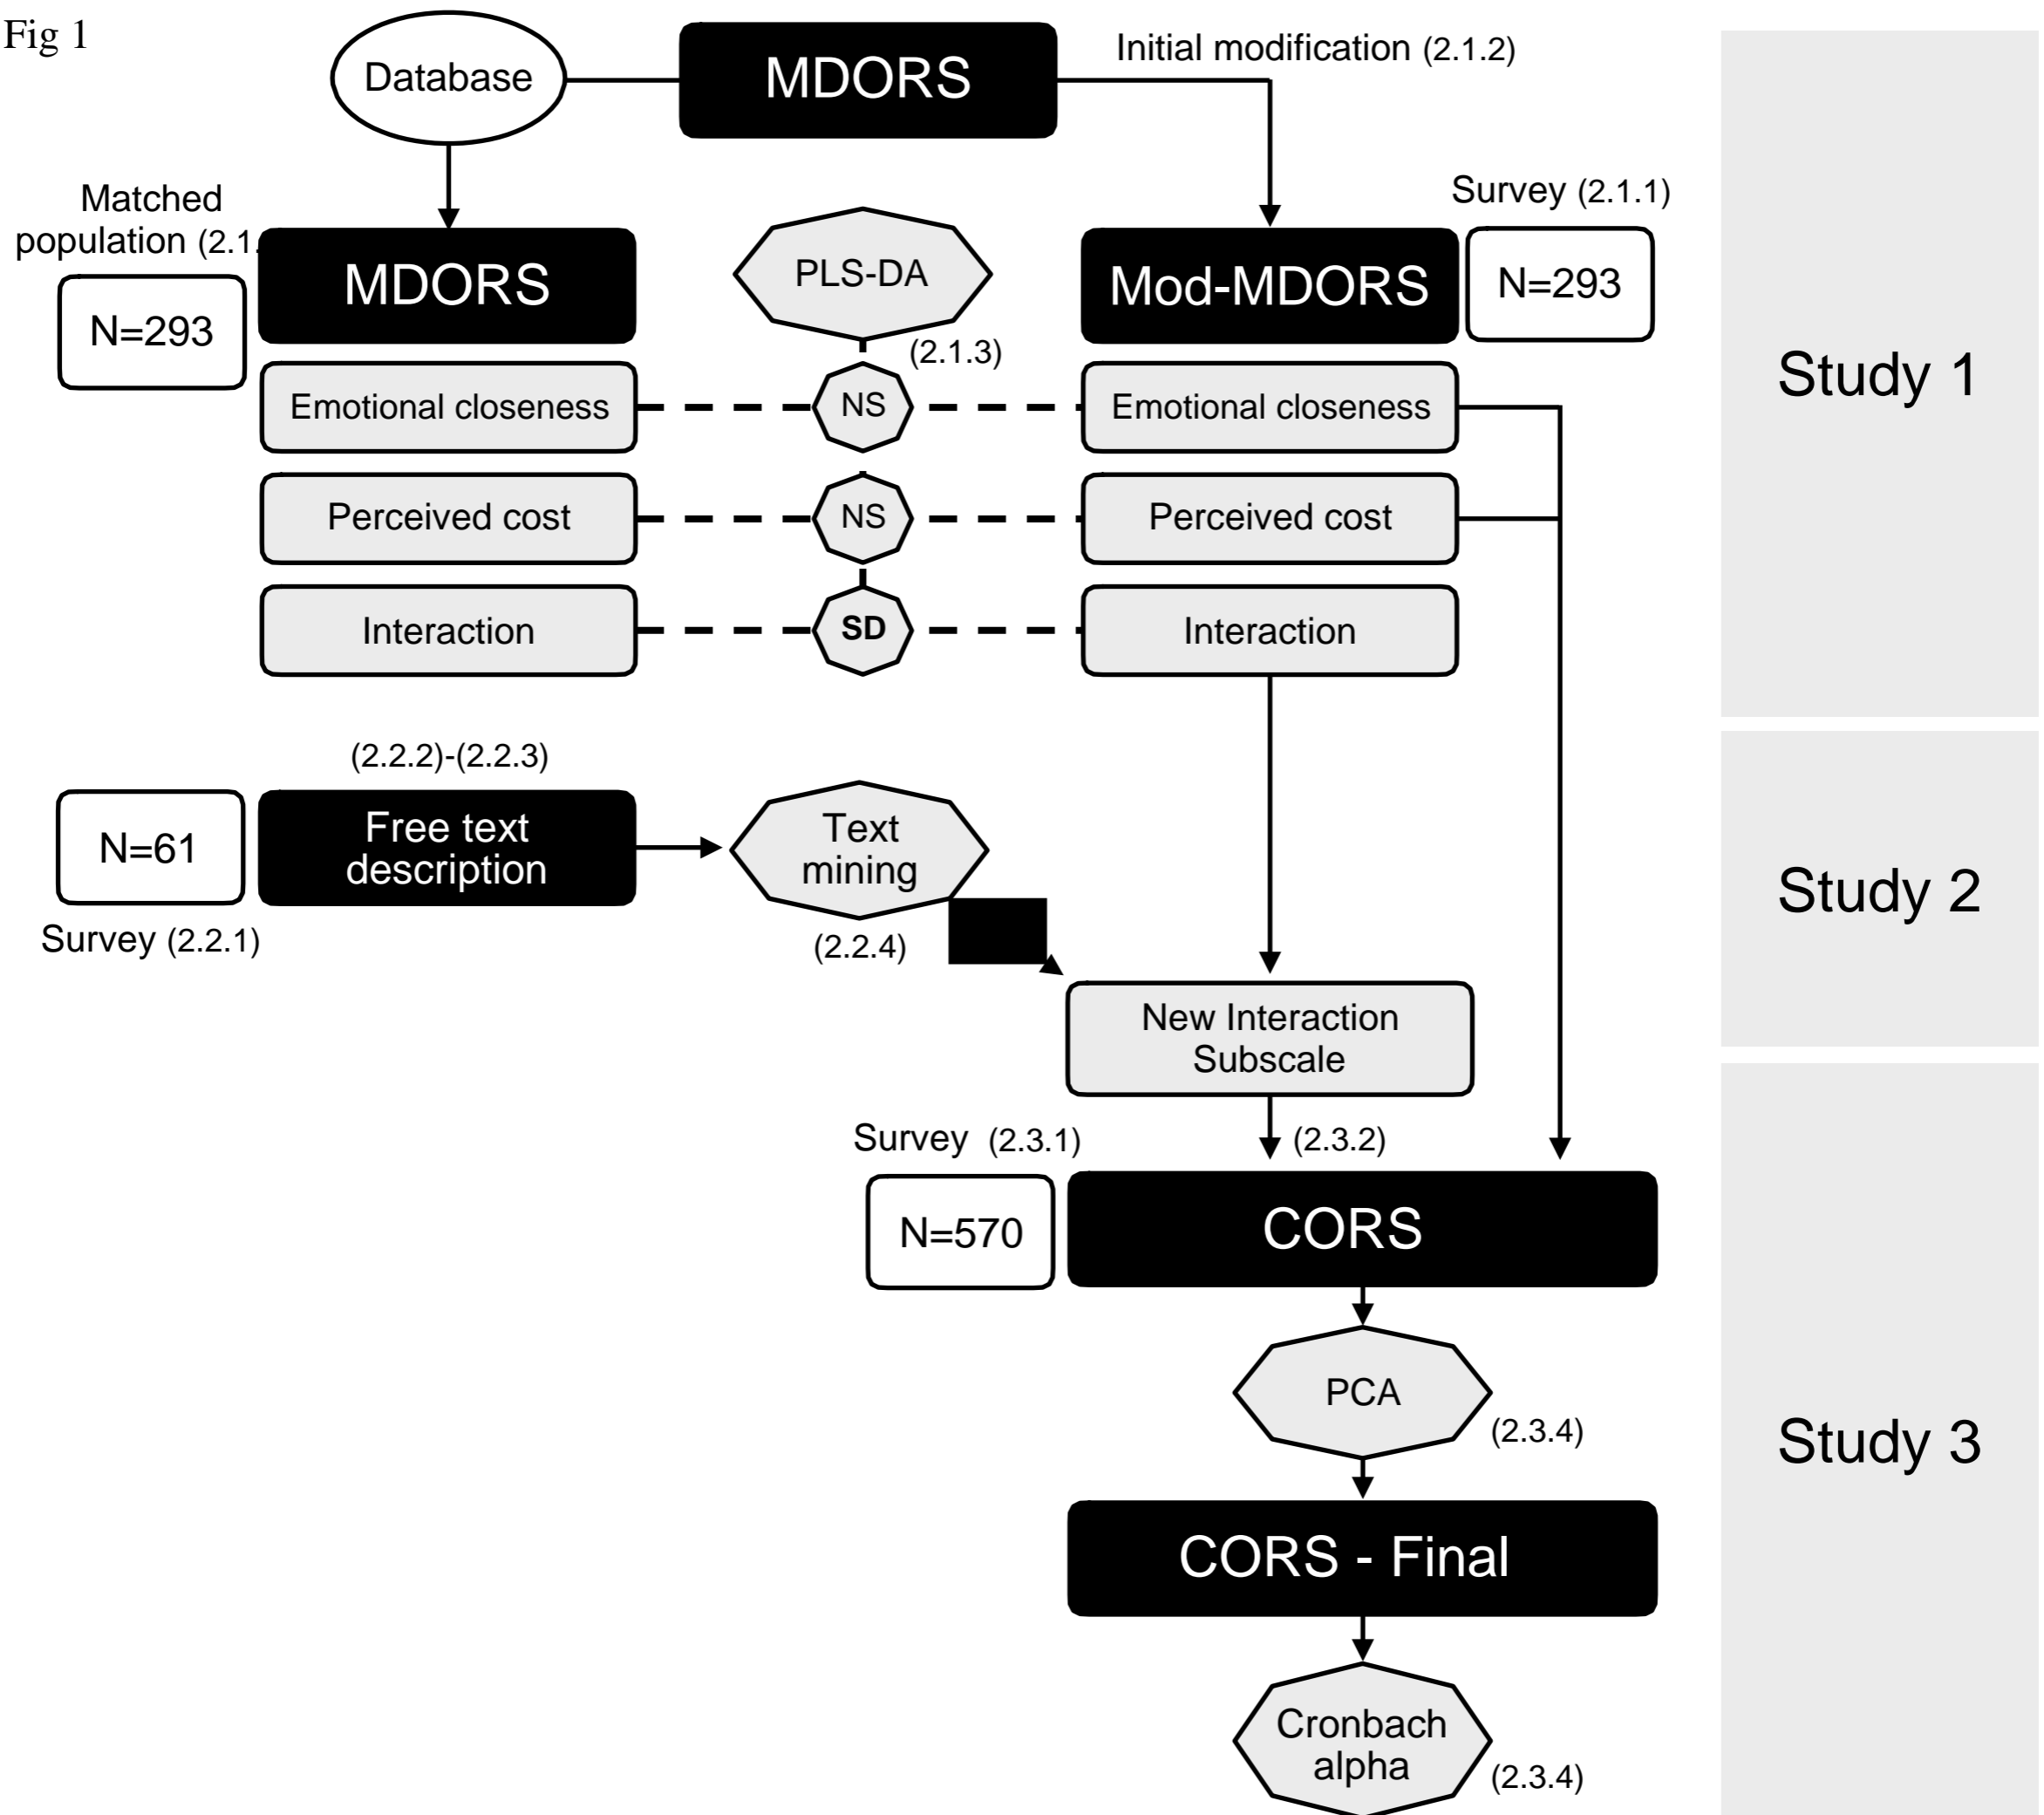 Fig 1
Database
MDORS
Initial modification (2.1.2)
Matched
population (2.1.
N=293
MDORS
PLS-DA
(2.1.3)
Mod-MDORS
Survey (2.1.1)
N=293
Study 1
Emotional closeness
NS
Emotional closeness
Perceived cost
NS
Perceived cost
Interaction
SD
Interaction
(2.2.2)-(2.2.3)
N=61
Survey (2.2.1)
Free text
description
Text
mining
(2.2.4)
Study 2
New Interaction
Subscale
Survey (2.3.1)
(2.3.2)
N=570
CORS
PCA
(2.3.4)
Study 3
CORS - Final
Cronbach
alpha
(2.3.4)